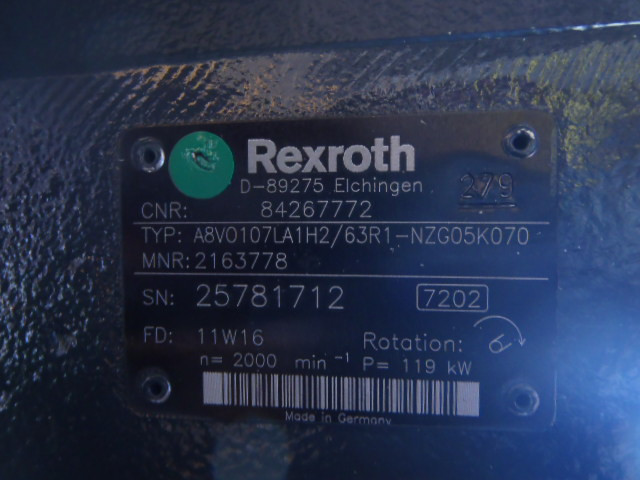 Rexroth
D-89275 Elchingen
279
CNR: 84267772
TYP: A8VO107LA1H2/63R1-NZG05K070
MNR: 2163778
SN: 25781712 7202
FD: 11W16 Rotation:
n= 2000 min⁻¹ P= 119 kW
Made in Germany